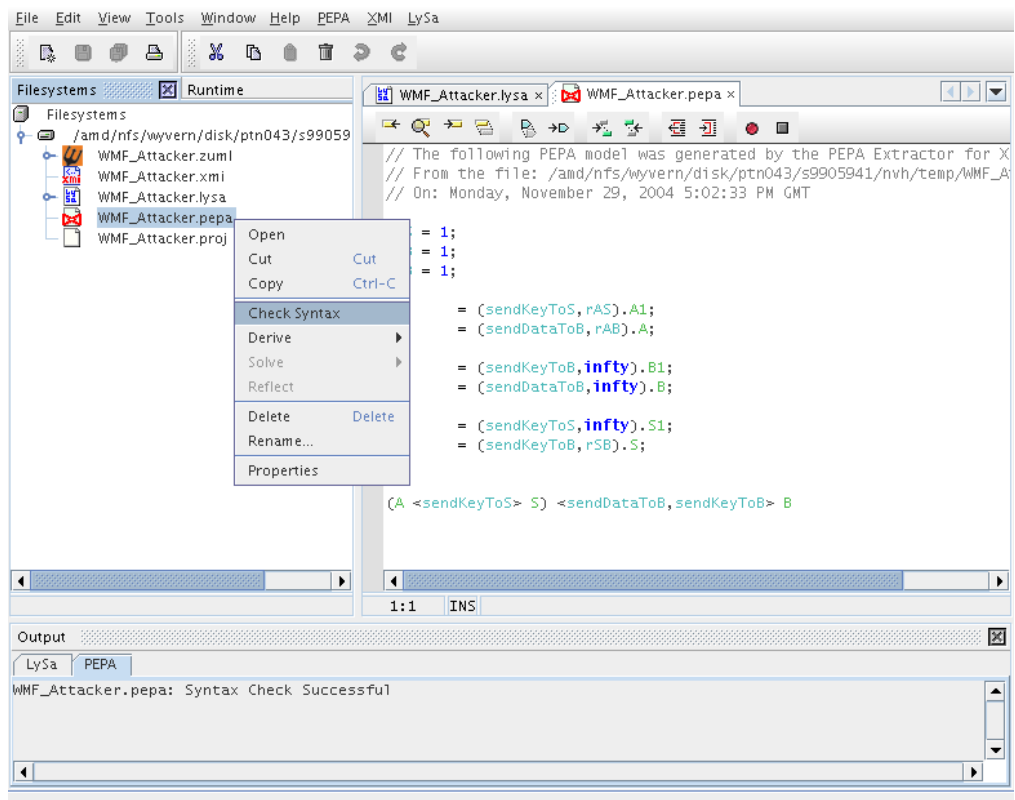 File Edit View Tools Window Help PEPA XMI LySa
Filesystems Runtime
Filesystems
/amd/nfs/wyvern/disk/ptn043/s99059
WMF_Attacker.zuml
WMF_Attacker.xmi
WMF_Attacker.lysa
WMF_Attacker.pepa
WMF_Attacker.proj
Open
Cut Cut
Copy Ctrl-C
Check Syntax
Derive
Solve
Reflect
Delete Delete
Rename...
Properties
WMF_Attacker.lysa × WMF_Attacker.pepa ×
// The following PEPA model was generated by the PEPA Extractor for X
// From the file: /amd/nfs/wyvern/disk/ptn043/s9905941/nvh/temp/WMF_A
// On: Monday, November 29, 2004 5:02:33 PM GMT
= 1;
= 1;
= 1;
= (sendKeyToS,rAS).A1;
= (sendDataToB,rAB).A;
= (sendKeyToB,infty).B1;
= (sendDataToB,infty).B;
= (sendKeyToS,infty).S1;
= (sendKeyToB,rSB).S;
(A <sendKeyToS> S) <sendDataToB,sendKeyToB> B
1:1 INS
Output
LySa PEPA
WMF_Attacker.pepa: Syntax Check Successful